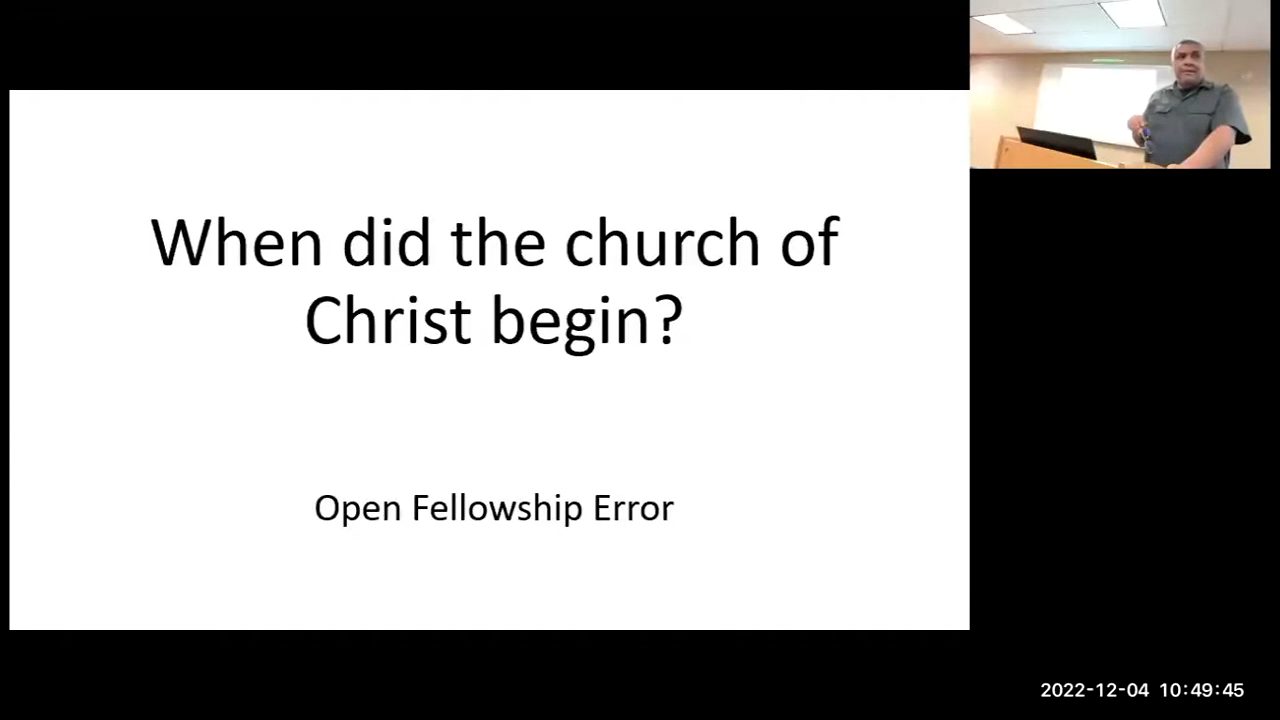 When did the church of
Christ begin?
Open Fellowship Error
2022-12-04 10:49:45